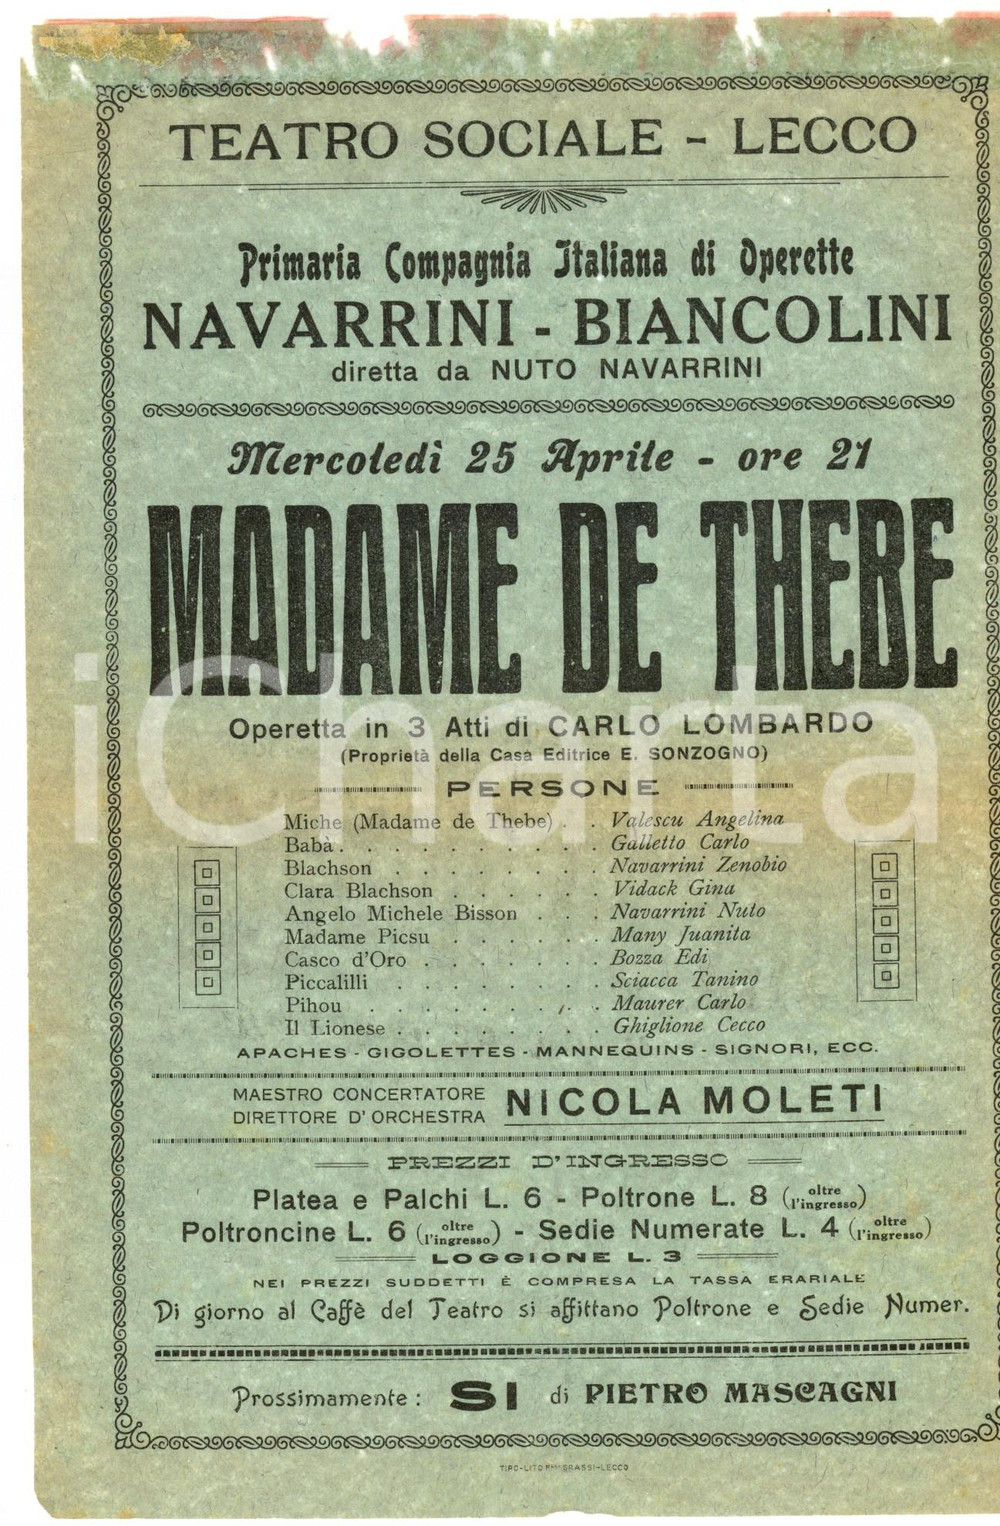 TEATRO SOCIALE - LECCO
Primaria Compagnia Italiana di Operette
NAVARRINI - BIANCOLINI
diretta da NUTO NAVARRINI
Mercoledì 25 Aprile - ore 21
MADAME DE THEBE
Operetta in 3 Atti di CARLO LOMBARDO
(Proprietà della Casa Editrice E. SONZOGNO)
PERSONE
Miche (Madame de Thebe) . . Valescu Angelina
Babà . . . . . . . . . . Galletto Carlo
Blachson . . . . . . . . Navarrini Zenobio
Clara Blachson . . . . . . Vidack Gina
Angelo Michele Bisson . . . Navarrini Nuto
Madame Picsu . . . . . . Many Juanita
Casco d'Oro . . . . . . . Bozza Edi
Piccalilli . . . . . . . . Sciacca Tanino
Pihou . . . . . . . . . Maurer Carlo
Il Lionese . . . . . . . . Ghiglione Cecco
APACHES - GIGOLETTES - MANNEQUINS - SIGNORI, ECC.
MAESTRO CONCERTATORE
DIRETTORE D'ORCHESTRA NICOLA MOLETI
PREZZI D'INGRESSO
Platea e Palchi L. 6 - Poltrone L. 8 (oltre l'ingresso)
Poltroncine L. 6 (oltre l'ingresso) - Sedie Numerate L. 4 (oltre l'ingresso)
LOGGIONE L. 3
NEI PREZZI SUDDETTI È COMPRESA LA TASSA ERARIALE
Di giorno al Caffè del Teatro si affittano Poltrone e Sedie Numer.
Prossimamente : SI di PIETRO MASCAGNI
TIPO-LITO F.lli GRASSI-LECCO
iCharta